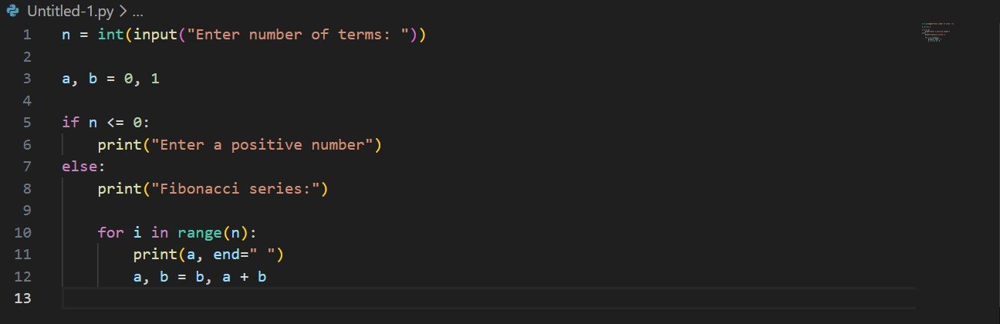 Untitled-1.py > ...
1 n = int(input("Enter number of terms: "))
2
3 a, b = 0, 1
4
5 if n <= 0:
6     print("Enter a positive number")
7 else:
8     print("Fibonacci series:")
9
10     for i in range(n):
11         print(a, end=" ")
12         a, b = b, a + b
13